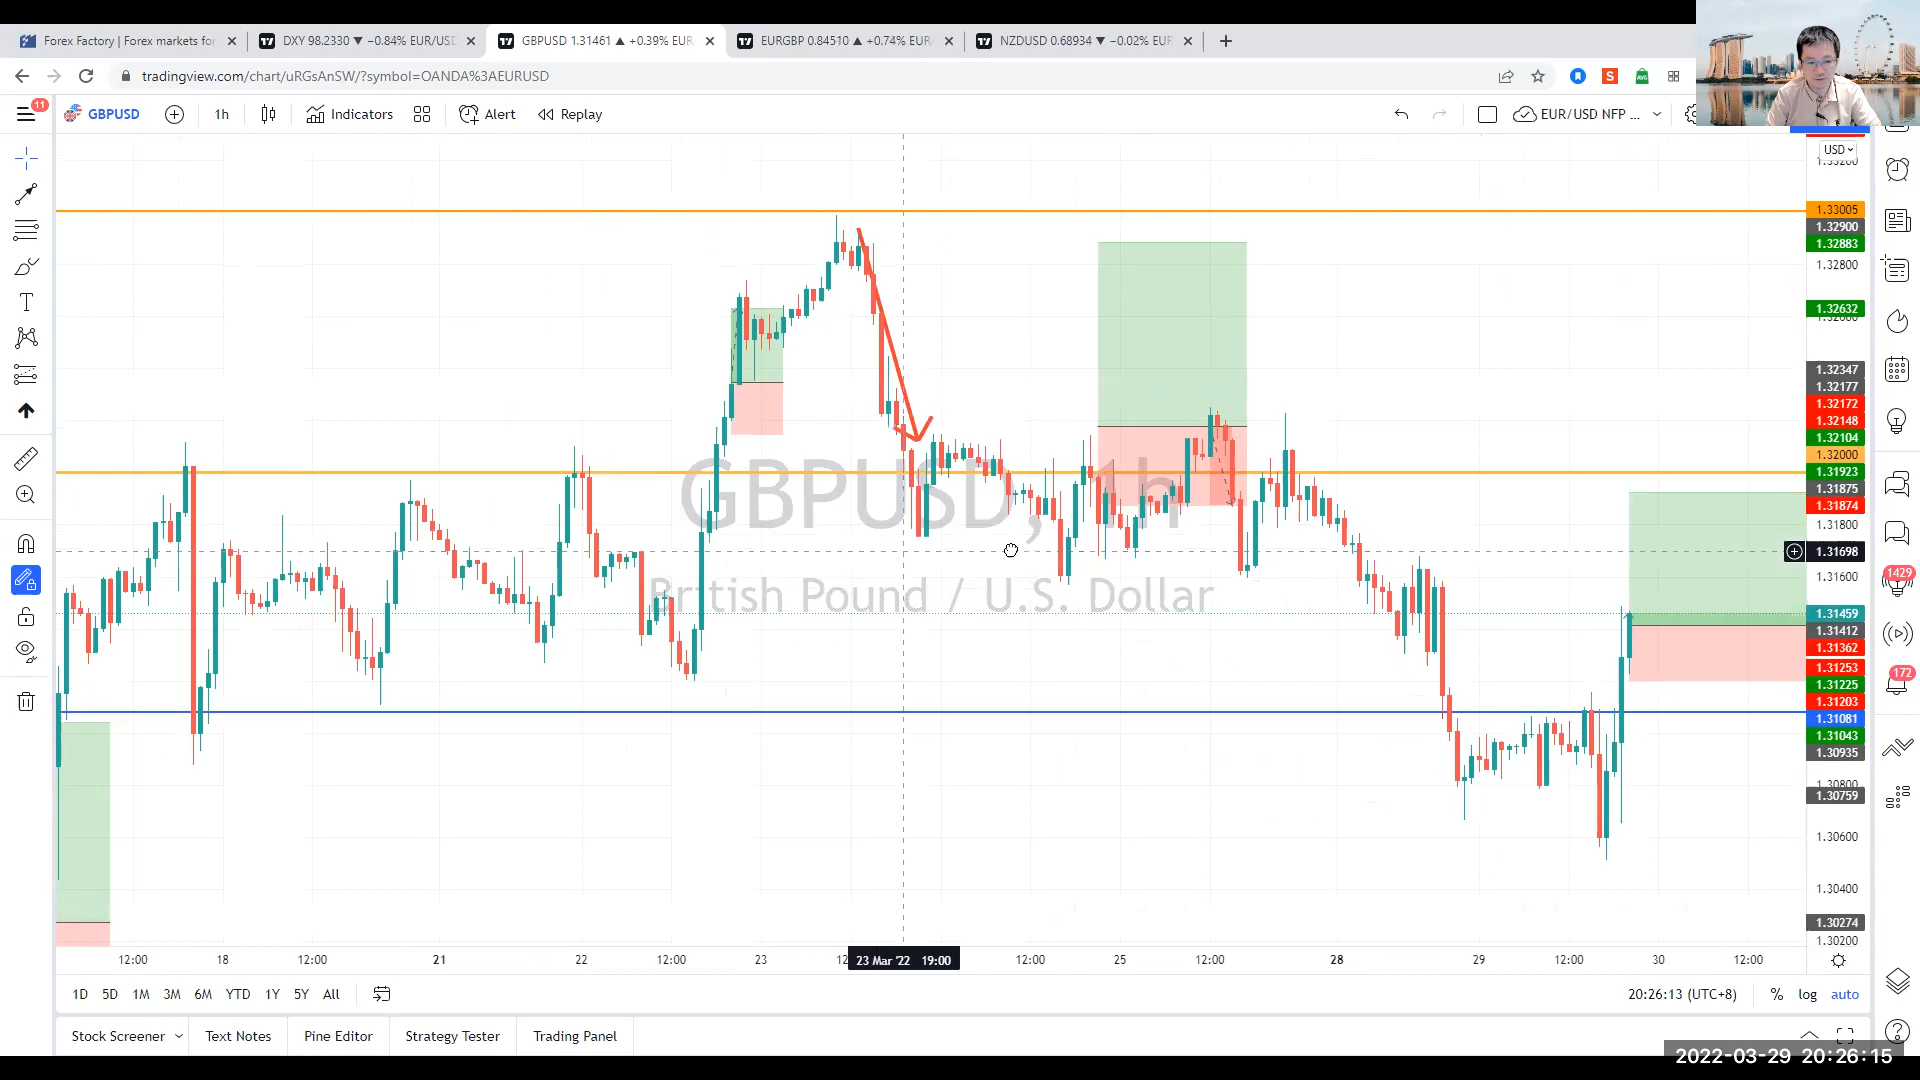 Forex Factory | Forex markets for
DXY 98.2330 ▼ −0.84% EUR/USD
GBPUSD 1.31461 ▲ +0.39% EUR
EURGBP 0.84510 ▲ +0.74% EUR/
NZDUSD 0.68934 ▼ −0.02% EUR
tradingview.com/chart/uRGsAnSW/?symbol=OANDA%3AEURUSD
11
GBPUSD
1h
Indicators
Alert
Replay
EUR/USD NFP ...
USD
1.33005
1.32900
1.32883
1.32800
1.32632
1.32347
1.32177
1.32172
1.32148
1.32104
1.32000
1.31923
1.31875
1.31874
1.31800
1.31698
1.31600
1.31459
1.31412
1.31362
1.31253
1.31225
1.31203
1.31081
1.31043
1.30935
1.30800
1.30759
1.30600
1.30400
1.30274
1.30200
GBPUSD, 1h
British Pound / U.S. Dollar
1429
172
12:00 18 12:00 21 22 12:00 23 12 23 Mar '22 19:00 12:00 25 12:00 28 29 12:00 30 12:00
1D 5D 1M 3M 6M YTD 1Y 5Y All
20:26:13 (UTC+8) % log auto
Stock Screener Text Notes Pine Editor Strategy Tester Trading Panel
2022-03-29 20:26:15